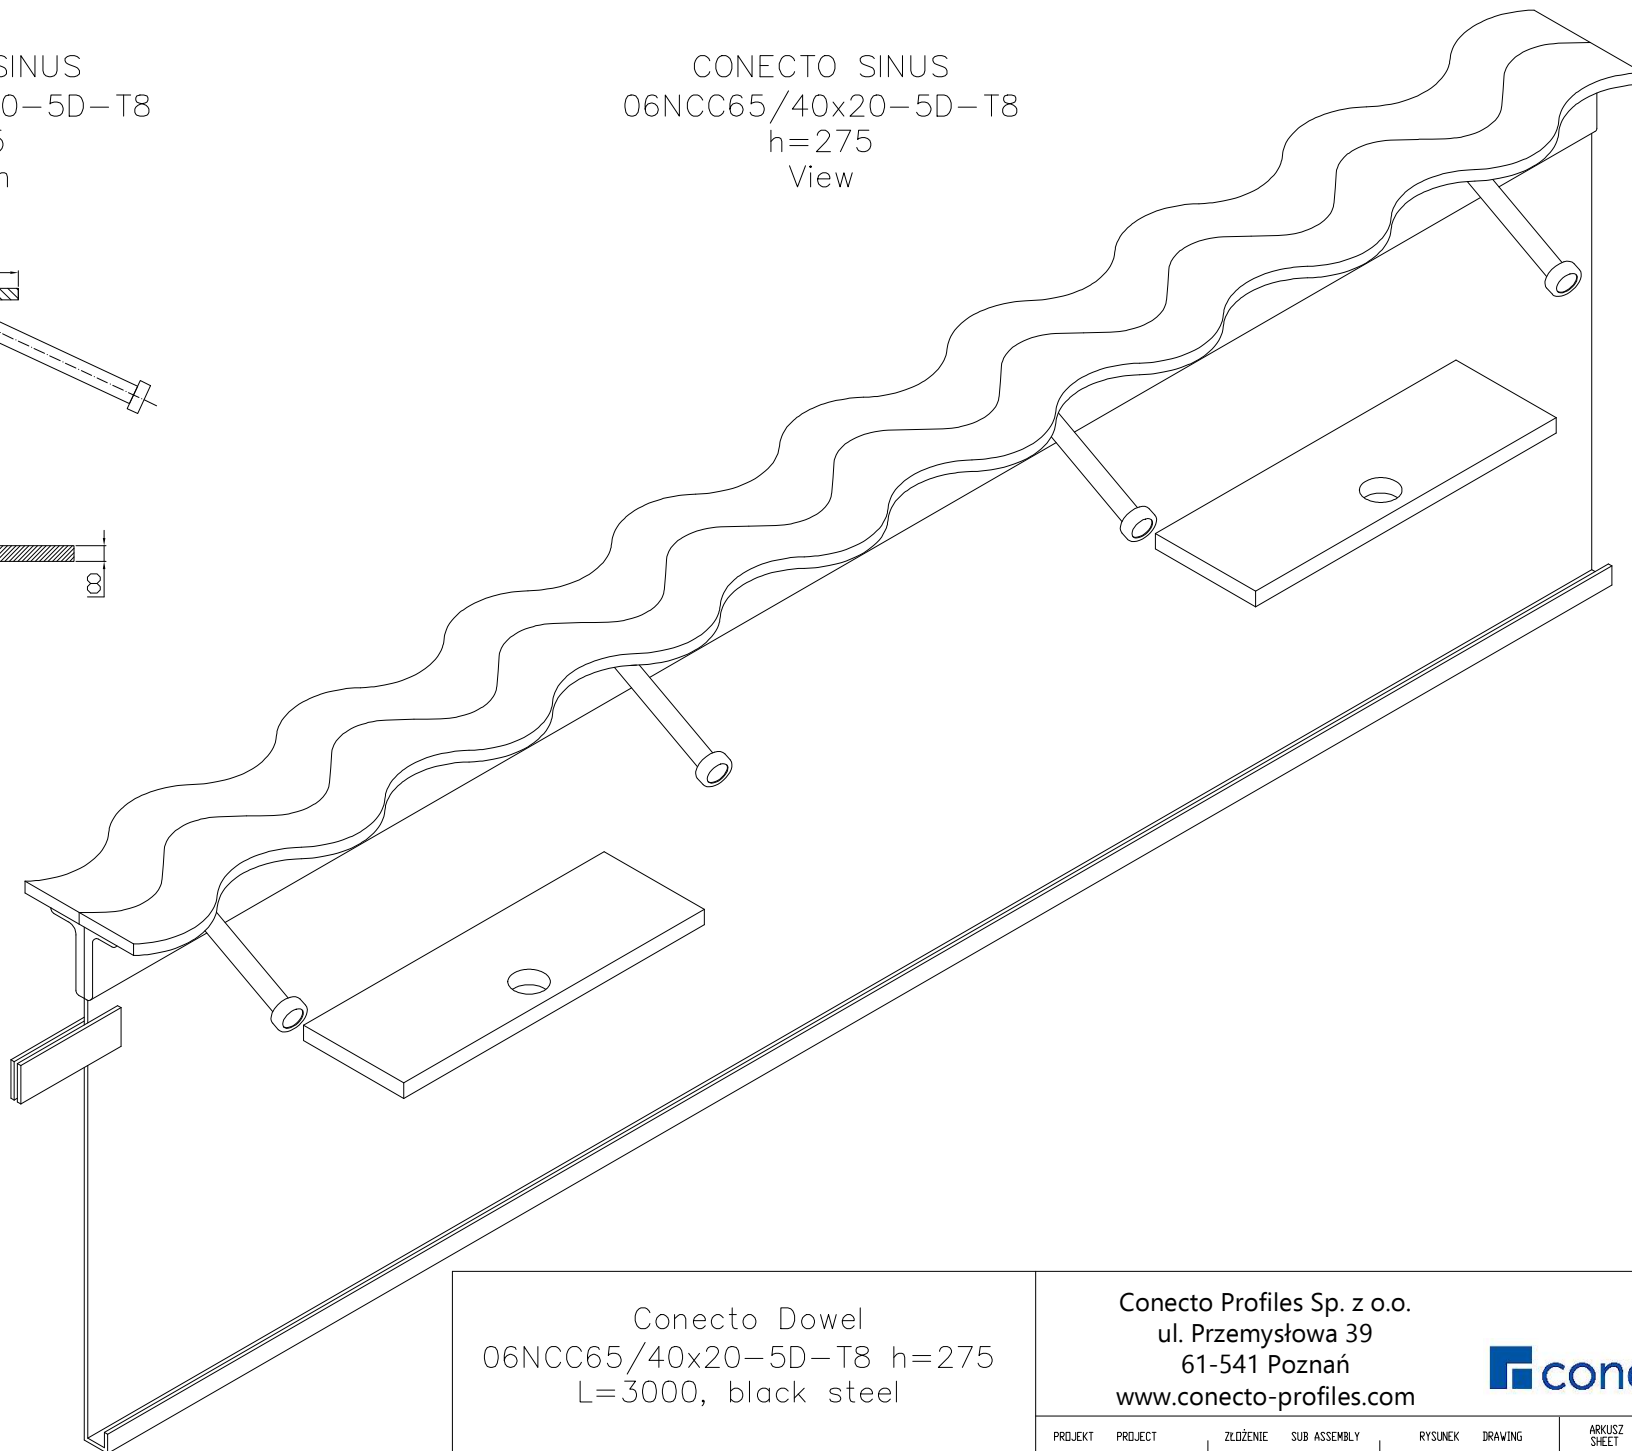 SINUS
0-5D-T8
CONECTO SINUS
06NCC65/40x20-5D-T8
h=275
View
8
Conecto Dowel
06NCC65/40x20-5D-T8 h=275
L=3000, black steel
Conecto Profiles Sp. z o.o.
ul. Przemysłowa 39
61-541 Poznań
www.conecto-profiles.com
cone
PROJEKT PROJECT
ZŁOŻENIE SUB ASSEMBLY
RYSUNEK DRAWING
ARKUSZ
SHEET